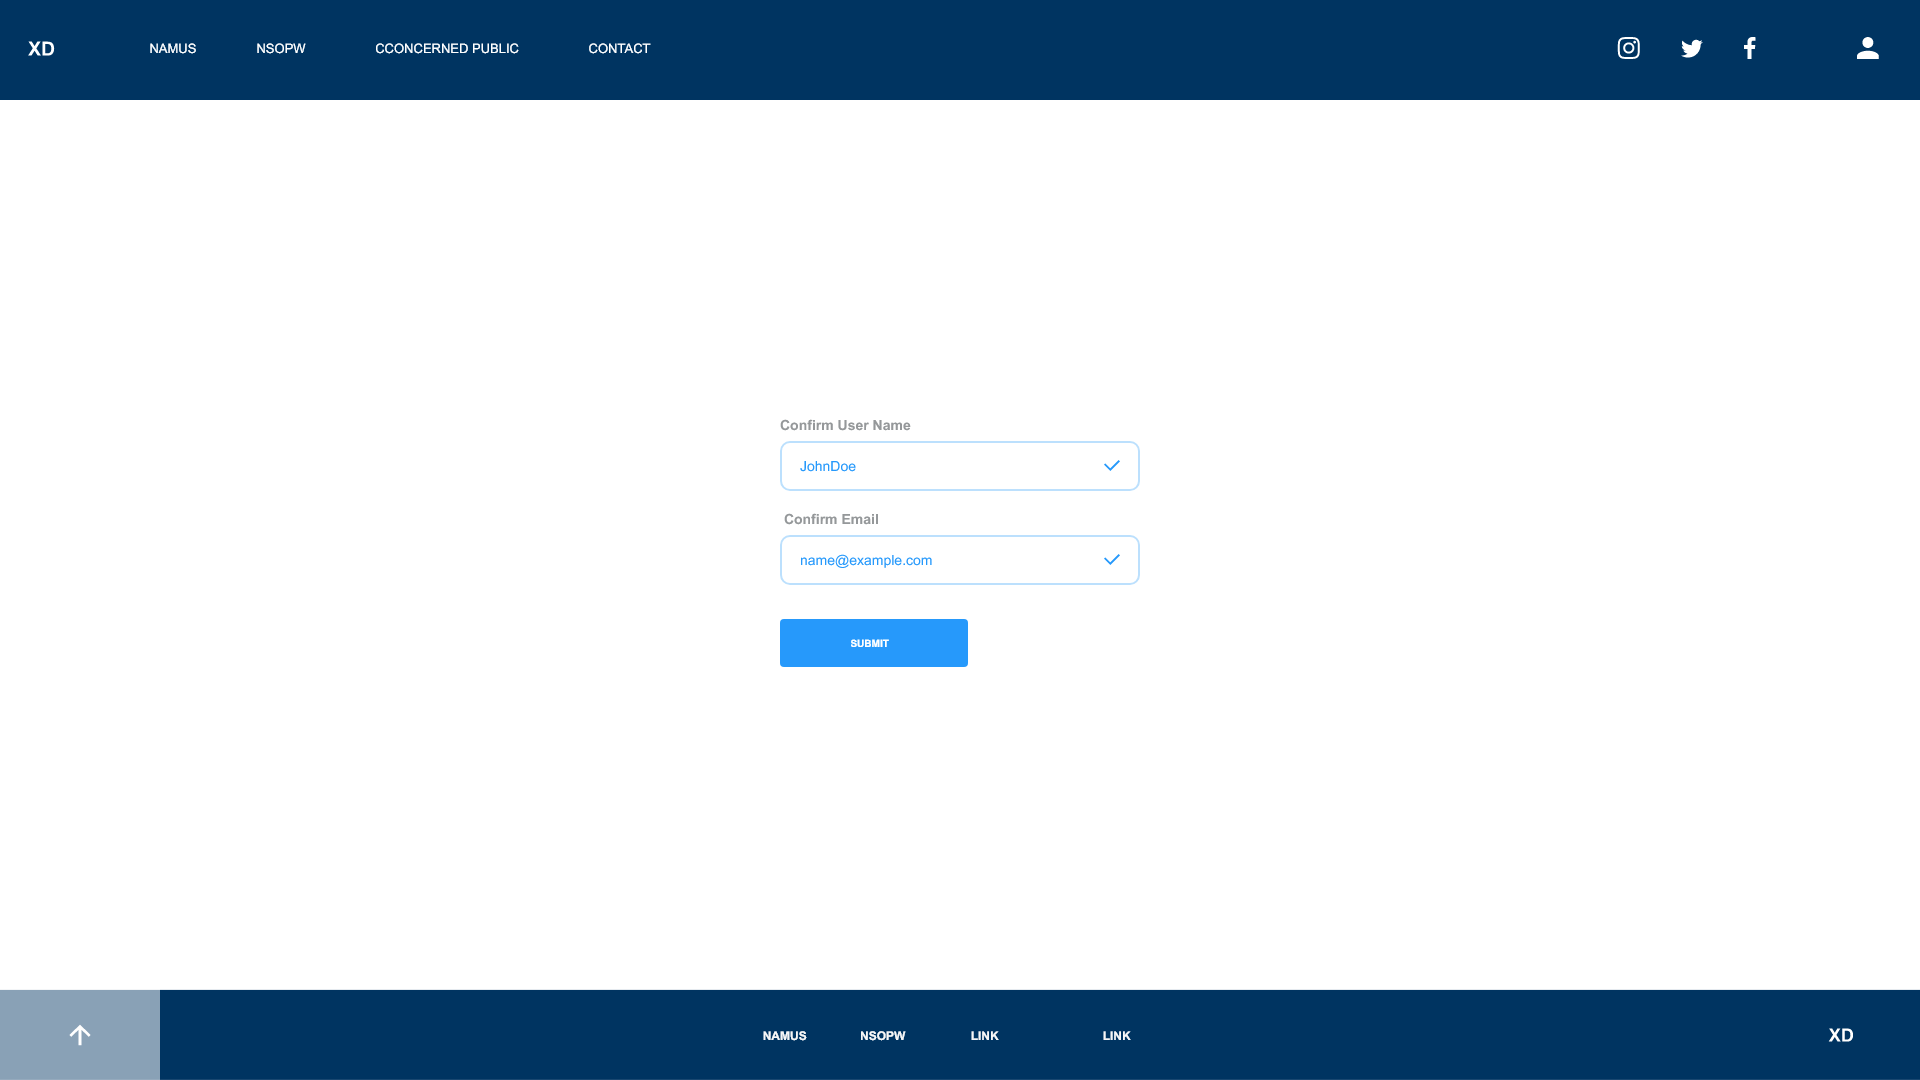 XD NAMUS NSOPW CCONCERNED PUBLIC CONTACT
Confirm User Name
JohnDoe
Confirm Email
name@example.com
SUBMIT
NAMUS NSOPW LINK LINK XD